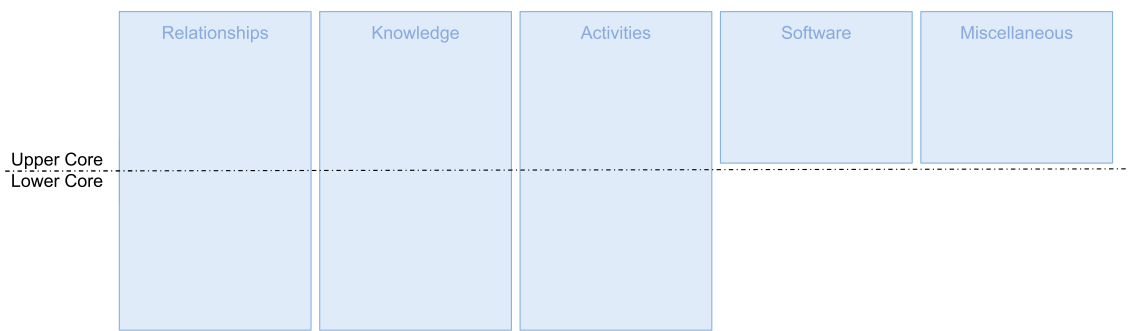 Relationships
Knowledge
Activities
Software
Miscellaneous
Upper Core
Lower Core